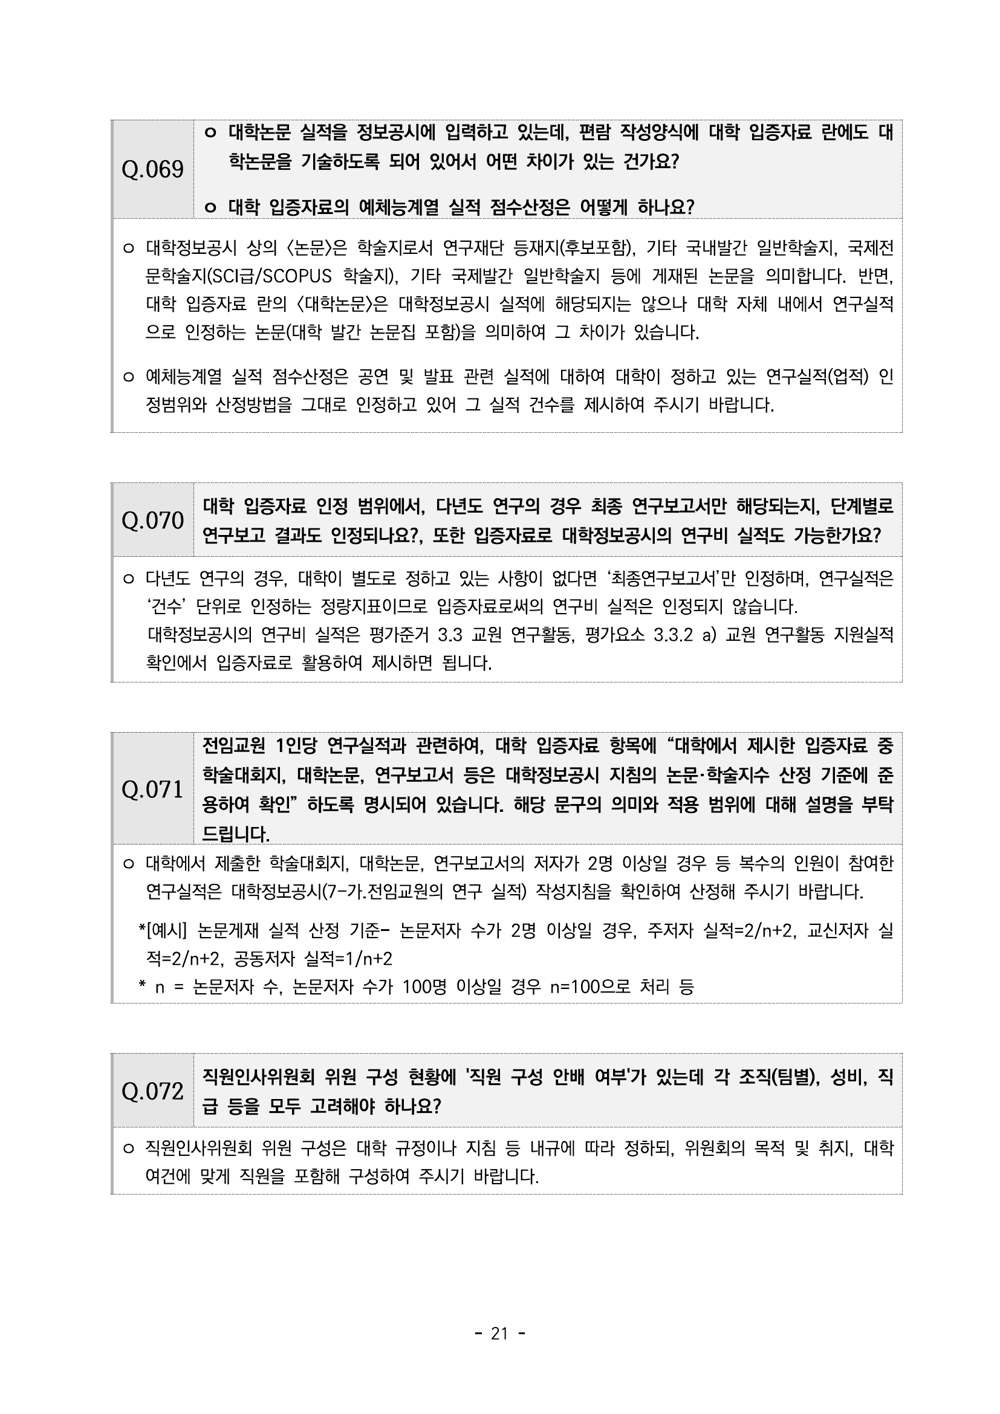 Q.069
ㅇ 대학논문 실적을 정보공시에 입력하고 있는데, 편람 작성양식에 대학 입증자료 란에도 대
학논문을 기술하도록 되어 있어서 어떤 차이가 있는 건가요?
ㅇ 대학 입증자료의 예체능계열 실적 점수산정은 어떻게 하나요?
ㅇ 대학정보공시 상의 〈논문〉은 학술지로서 연구재단 등재지(후보포함), 기타 국내발간 일반학술지, 국제전
문학술지(SCI급/SCOPUS 학술지), 기타 국제발간 일반학술지 등에 게재된 논문을 의미합니다. 반면,
대학 입증자료 란의 〈대학논문〉은 대학정보공시 실적에 해당되지는 않으나 대학 자체 내에서 연구실적
으로 인정하는 논문(대학 발간 논문집 포함)을 의미하여 그 차이가 있습니다.
ㅇ 예체능계열 실적 점수산정은 공연 및 발표 관련 실적에 대하여 대학이 정하고 있는 연구실적(업적) 인
정범위와 산정방법을 그대로 인정하고 있어 그 실적 건수를 제시하여 주시기 바랍니다.
Q.070
대학 입증자료 인정 범위에서, 다년도 연구의 경우 최종 연구보고서만 해당되는지, 단계별로
연구보고 결과도 인정되나요?, 또한 입증자료로 대학정보공시의 연구비 실적도 가능한가요?
ㅇ 다년도 연구의 경우, 대학이 별도로 정하고 있는 사항이 없다면 ‘최종연구보고서’만 인정하며, 연구실적은
‘건수’ 단위로 인정하는 정량지표이므로 입증자료로써의 연구비 실적은 인정되지 않습니다.
대학정보공시의 연구비 실적은 평가준거 3.3 교원 연구활동, 평가요소 3.3.2 a) 교원 연구활동 지원실적
확인에서 입증자료로 활용하여 제시하면 됩니다.
Q.071
전임교원 1인당 연구실적과 관련하여, 대학 입증자료 항목에 “대학에서 제시한 입증자료 중
학술대회지, 대학논문, 연구보고서 등은 대학정보공시 지침의 논문·학술지수 산정 기준에 준
용하여 확인” 하도록 명시되어 있습니다. 해당 문구의 의미와 적용 범위에 대해 설명을 부탁
드립니다.
ㅇ 대학에서 제출한 학술대회지, 대학논문, 연구보고서의 저자가 2명 이상일 경우 등 복수의 인원이 참여한
연구실적은 대학정보공시(7-가.전임교원의 연구 실적) 작성지침을 확인하여 산정해 주시기 바랍니다.
*[예시] 논문게재 실적 산정 기준- 논문저자 수가 2명 이상일 경우, 주저자 실적=2/n+2, 교신저자 실
적=2/n+2, 공동저자 실적=1/n+2
* n = 논문저자 수, 논문저자 수가 100명 이상일 경우 n=100으로 처리 등
Q.072
직원인사위원회 위원 구성 현황에 '직원 구성 안배 여부'가 있는데 각 조직(팀별), 성비, 직
급 등을 모두 고려해야 하나요?
ㅇ 직원인사위원회 위원 구성은 대학 규정이나 지침 등 내규에 따라 정하되, 위원회의 목적 및 취지, 대학
여건에 맞게 직원을 포함해 구성하여 주시기 바랍니다.
- 21 -